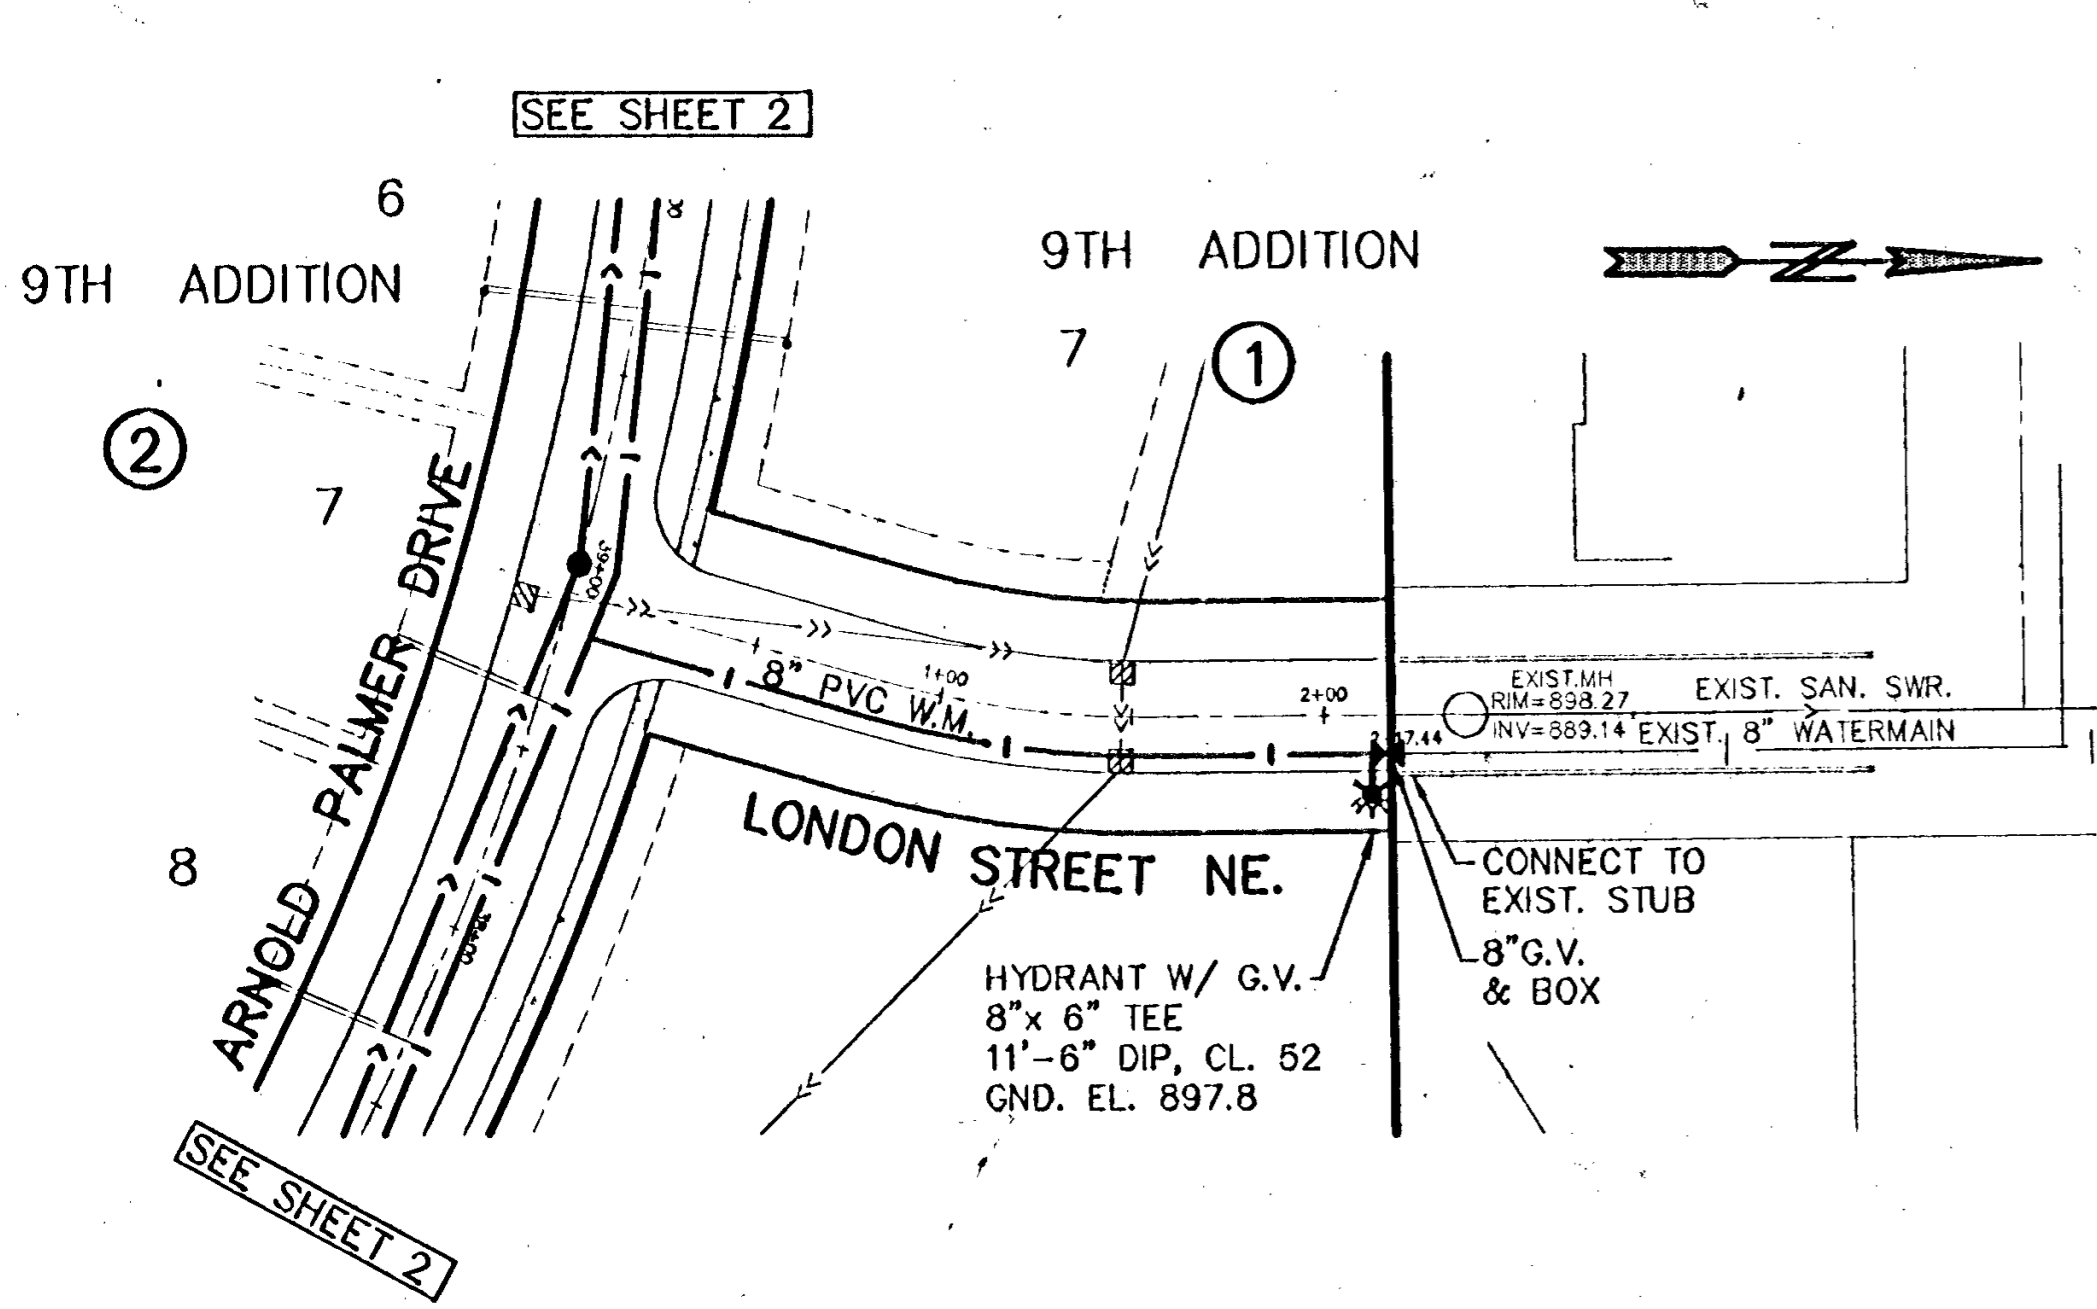 SEE SHEET 2
6
9TH ADDITION
9TH ADDITION
7
1
2
7
ARNOLD PALMER DRIVE
39+00
8" PVC W.M.
1+00
2+00
EXIST.MH
RIM=898.27
INV=889.14
EXIST. SAN. SWR.
EXIST. 8" WATERMAIN
8
38+00
LONDON STREET NE.
CONNECT TO
EXIST. STUB
8"G.V.
& BOX
HYDRANT W/ G.V.
8"x 6" TEE
11'-6" DIP, CL. 52
GND. EL. 897.8
SEE SHEET 2